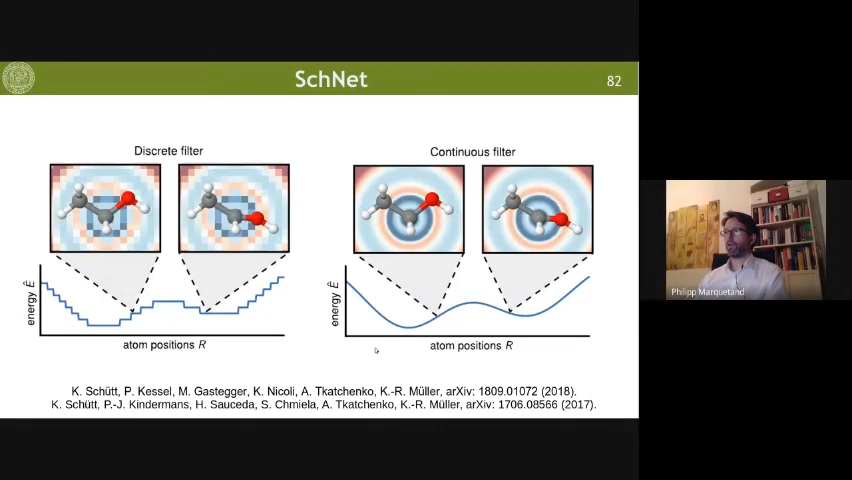 SchNet
82
Discrete filter
Continuous filter
energy Ê
atom positions R
energy Ê
atom positions R
K. Schütt, P. Kessel, M. Gastegger, K. Nicoli, A. Tkatchenko, K.-R. Müller, arXiv: 1809.01072 (2018).
K. Schütt, P.-J. Kindermans, H. Sauceda, S. Chmiela, A. Tkatchenko, K.-R. Müller, arXiv: 1706.08566 (2017).
Philipp Marquetand